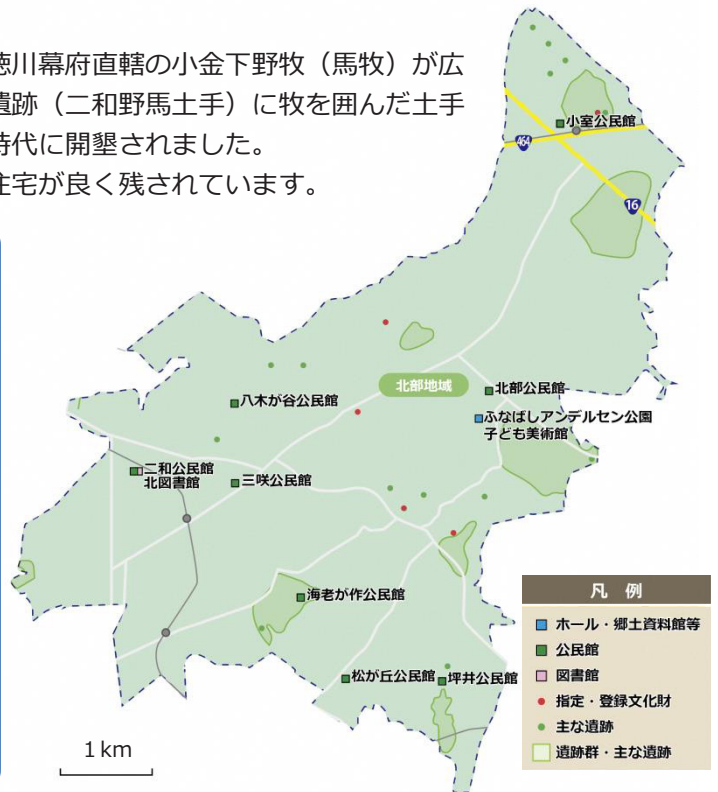 徳川幕府直轄の小金下野牧（馬牧）が広
遺跡（二和野馬土手）に牧を囲んだ土手
時代に開墾されました。
住宅が良く残されています。
小室公民館
464
16
北部地域
北部公民館
八木が谷公民館
ふなばしアンデルセン公園
子ども美術館
二和公民館
北図書館
三咲公民館
海老が作公民館
松が丘公民館
坪井公民館
1km
凡 例
ホール・郷土資料館等
公民館
図書館
指定・登録文化財
主な遺跡
遺跡群・主な遺跡